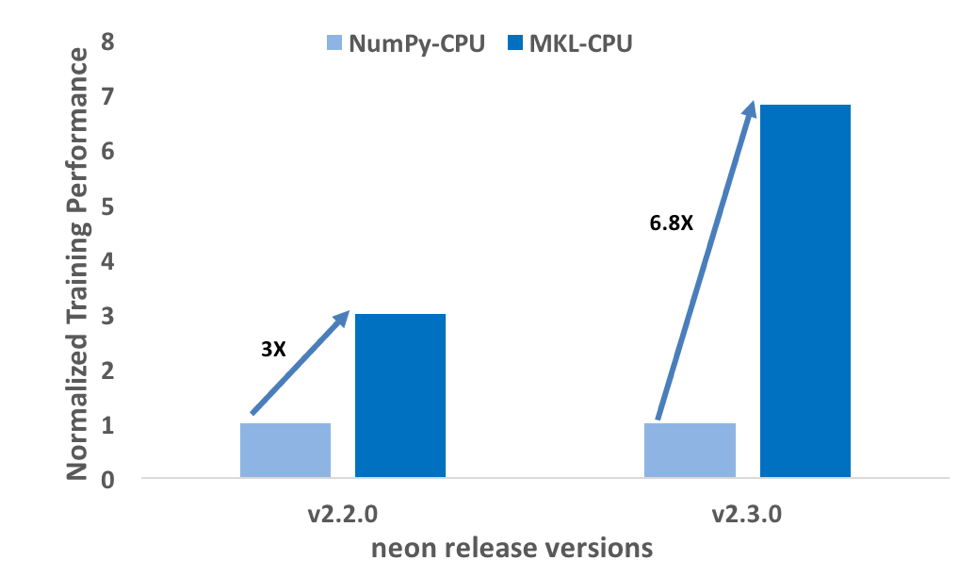 NumPy-CPU MKL-CPU
Normalized Training Performance
8
7
6
5
4
3
2
1
0
3X
6.8X
v2.2.0 v2.3.0
neon release versions